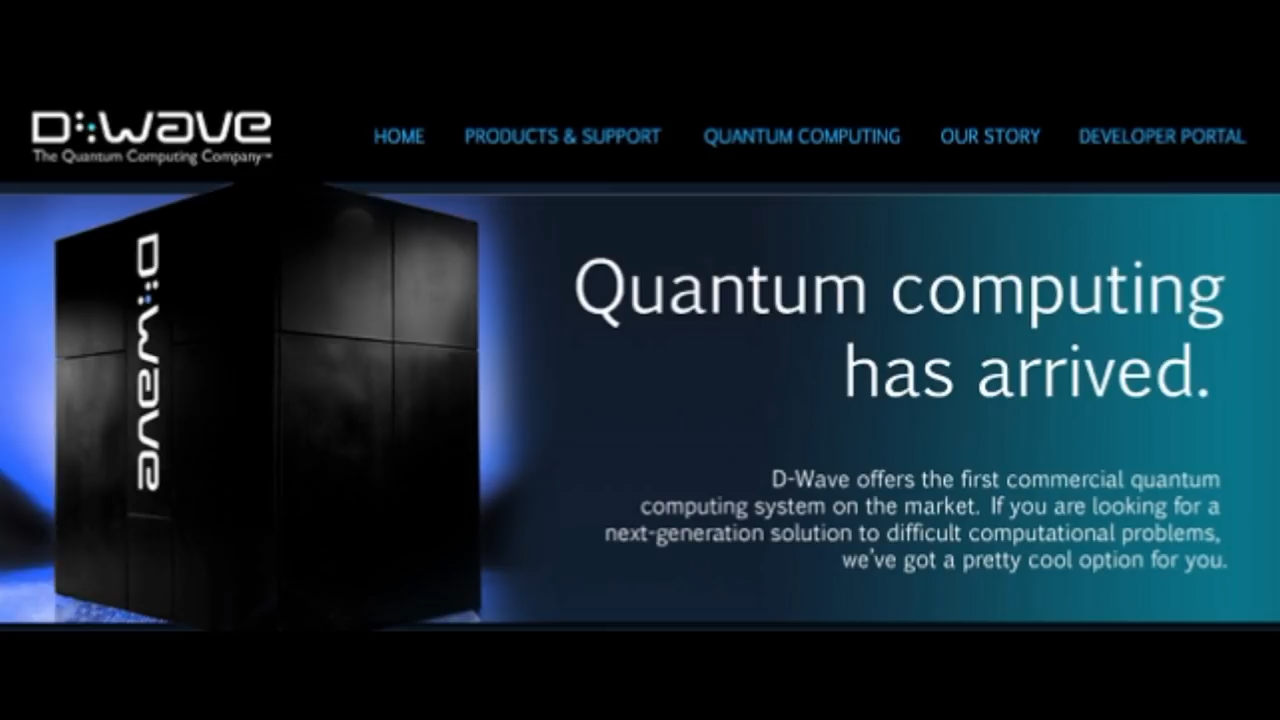 D:WAVE
The Quantum Computing Company™
HOME PRODUCTS & SUPPORT QUANTUM COMPUTING OUR STORY DEVELOPER PORTAL
D:WAVE
Quantum computing
has arrived.
D-Wave offers the first commercial quantum
computing system on the market. If you are looking for a
next-generation solution to difficult computational problems,
we've got a pretty cool option for you.